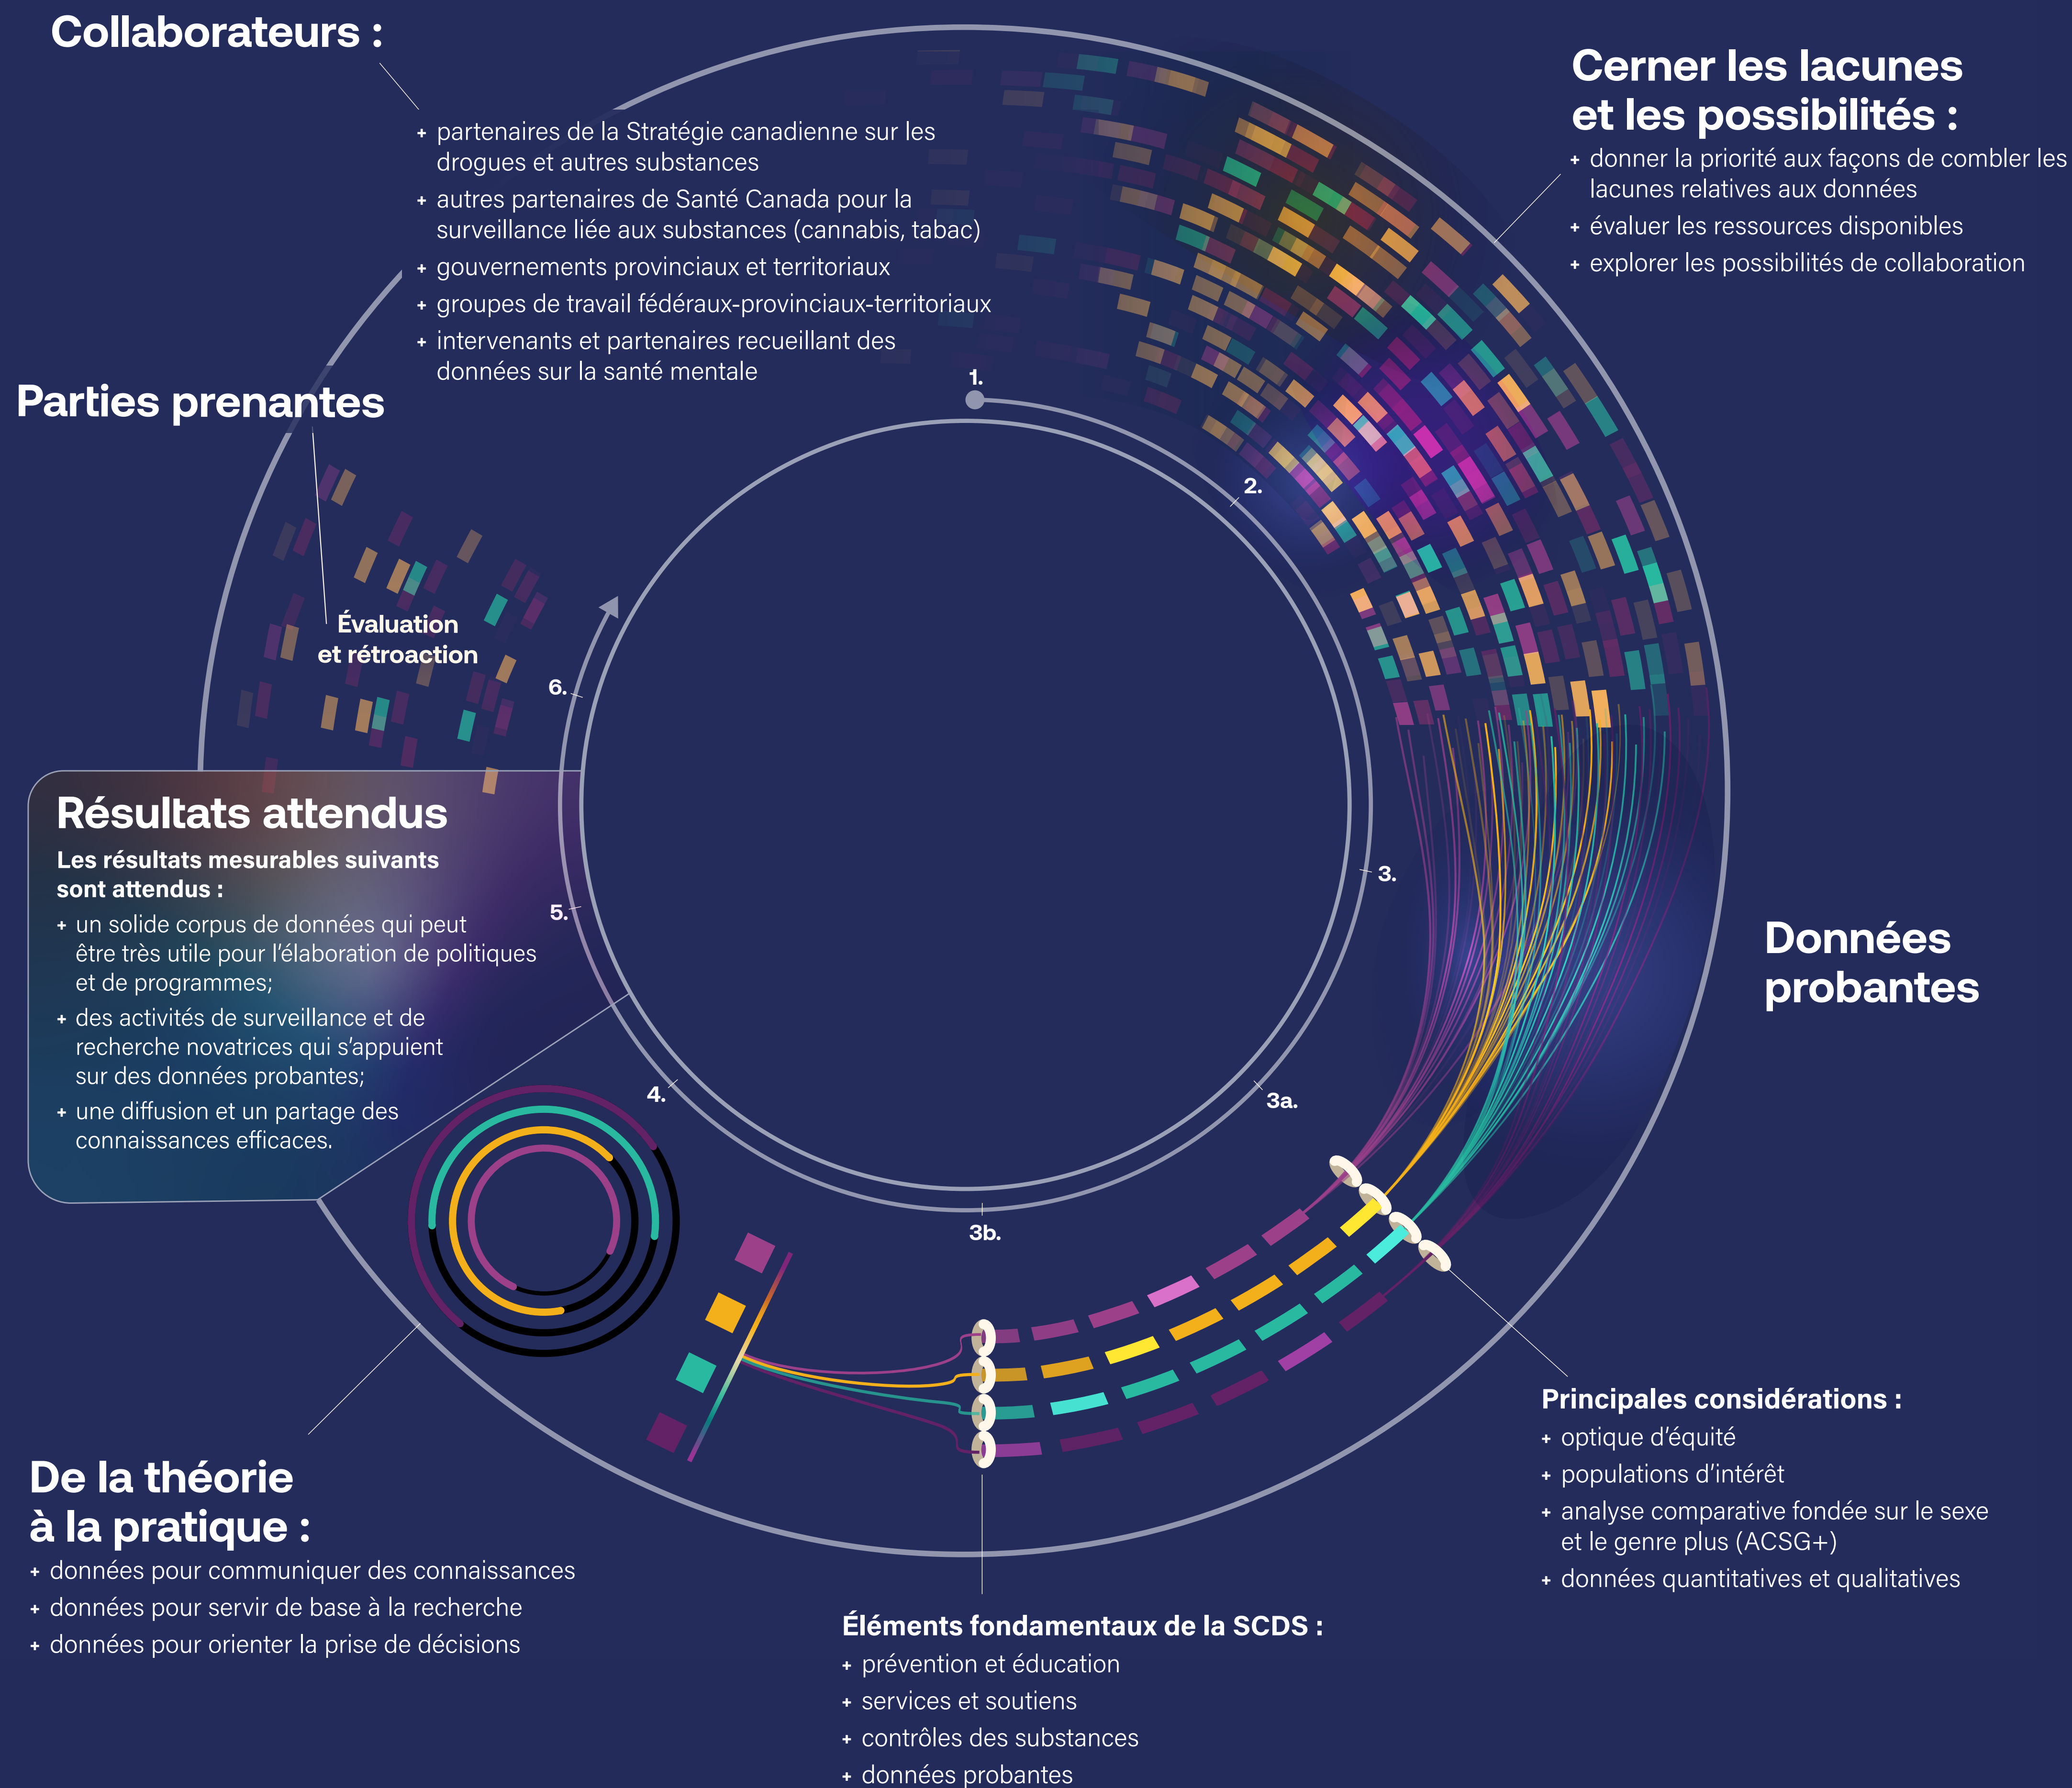 Collaborateurs :
+ partenaires de la Stratégie canadienne sur les
drogues et autres substances
+ autres partenaires de Santé Canada pour la
surveillance liée aux substances (cannabis, tabac)
+ gouvernements provinciaux et territoriaux
+ groupes de travail fédéraux-provinciaux-territoriaux
+ intervenants et partenaires recueillant des
données sur la santé mentale
1.
Cerner les lacunes
et les possibilités :
+ donner la priorité aux façons de combler les
lacunes relatives aux données
+ évaluer les ressources disponibles
+ explorer les possibilités de collaboration
2.
3.
Données
probantes
3a.
Principales considérations :
+ optique d'équité
+ populations d'intérêt
+ analyse comparative fondée sur le sexe
et le genre plus (ACSG+)
+ données quantitatives et qualitatives
3b.
Éléments fondamentaux de la SCDS :
+ prévention et éducation
+ services et soutiens
+ contrôles des substances
+ données probantes
4.
De la théorie
à la pratique :
+ données pour communiquer des connaissances
+ données pour servir de base à la recherche
+ données pour orienter la prise de décisions
5.
Résultats attendus
Les résultats mesurables suivants
sont attendus :
+ un solide corpus de données qui peut
être très utile pour l'élaboration de politiques
et de programmes;
+ des activités de surveillance et de
recherche novatrices qui s'appuient
sur des données probantes;
+ une diffusion et un partage des
connaissances efficaces.
6.
Parties prenantes
Évaluation
et rétroaction